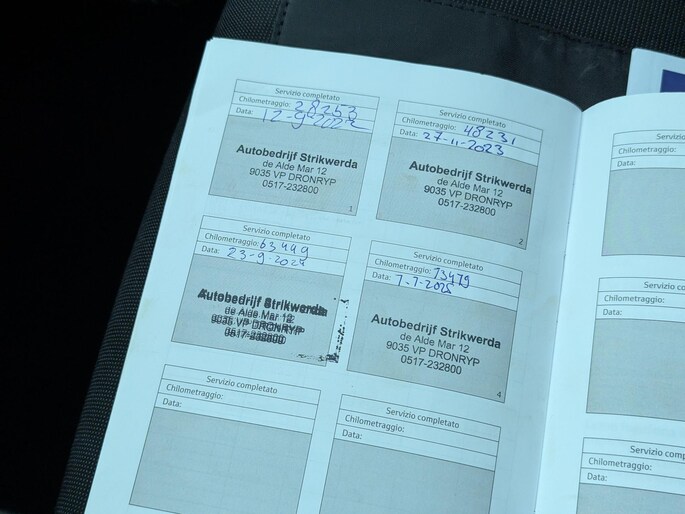 Servizio completato
Chilometraggio: 28253
Data: 12-9-2022
Autobedrijf Strikwerda
de Alde Mar 12
9035 VP DRONRYP
0517-232800
1
Servizio completato
Chilometraggio: 48231
Data: 27-11-2023
Autobedrijf Strikwerda
de Alde Mar 12
9035 VP DRONRYP
0517-232800
2
Servizio completato
Chilometraggio: 63449
Data: 23-9-2024
Autobedrijf Strikwerda
de Alde Mar 12
9035 VP DRONRYP
0517-232800
Servizio completato
Chilometraggio: 73479
Data: 7-7-2025
Autobedrijf Strikwerda
de Alde Mar 12
9035 VP DRONRYP
0517-232800
4
Servizio completato
Chilometraggio:
Data:
Servizio completato
Chilometraggio:
Data:
Chilometraggio:
Data:
Chilometraggio:
Data:
Servizio
Chilometraggio:
Data: